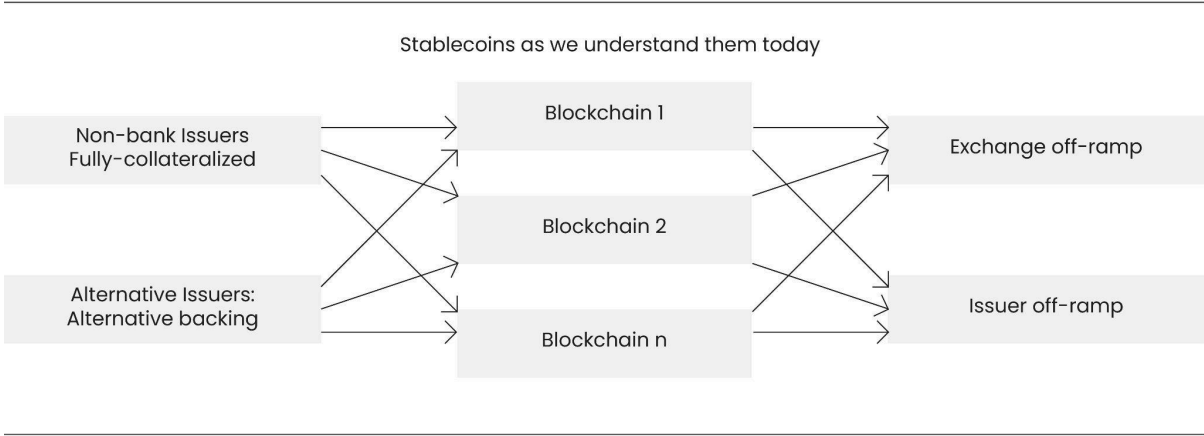 Stablecoins as we understand them today
Non-bank Issuers
Fully-collateralized
Alternative Issuers:
Alternative backing
Blockchain 1
Blockchain 2
Blockchain n
Exchange off-ramp
Issuer off-ramp